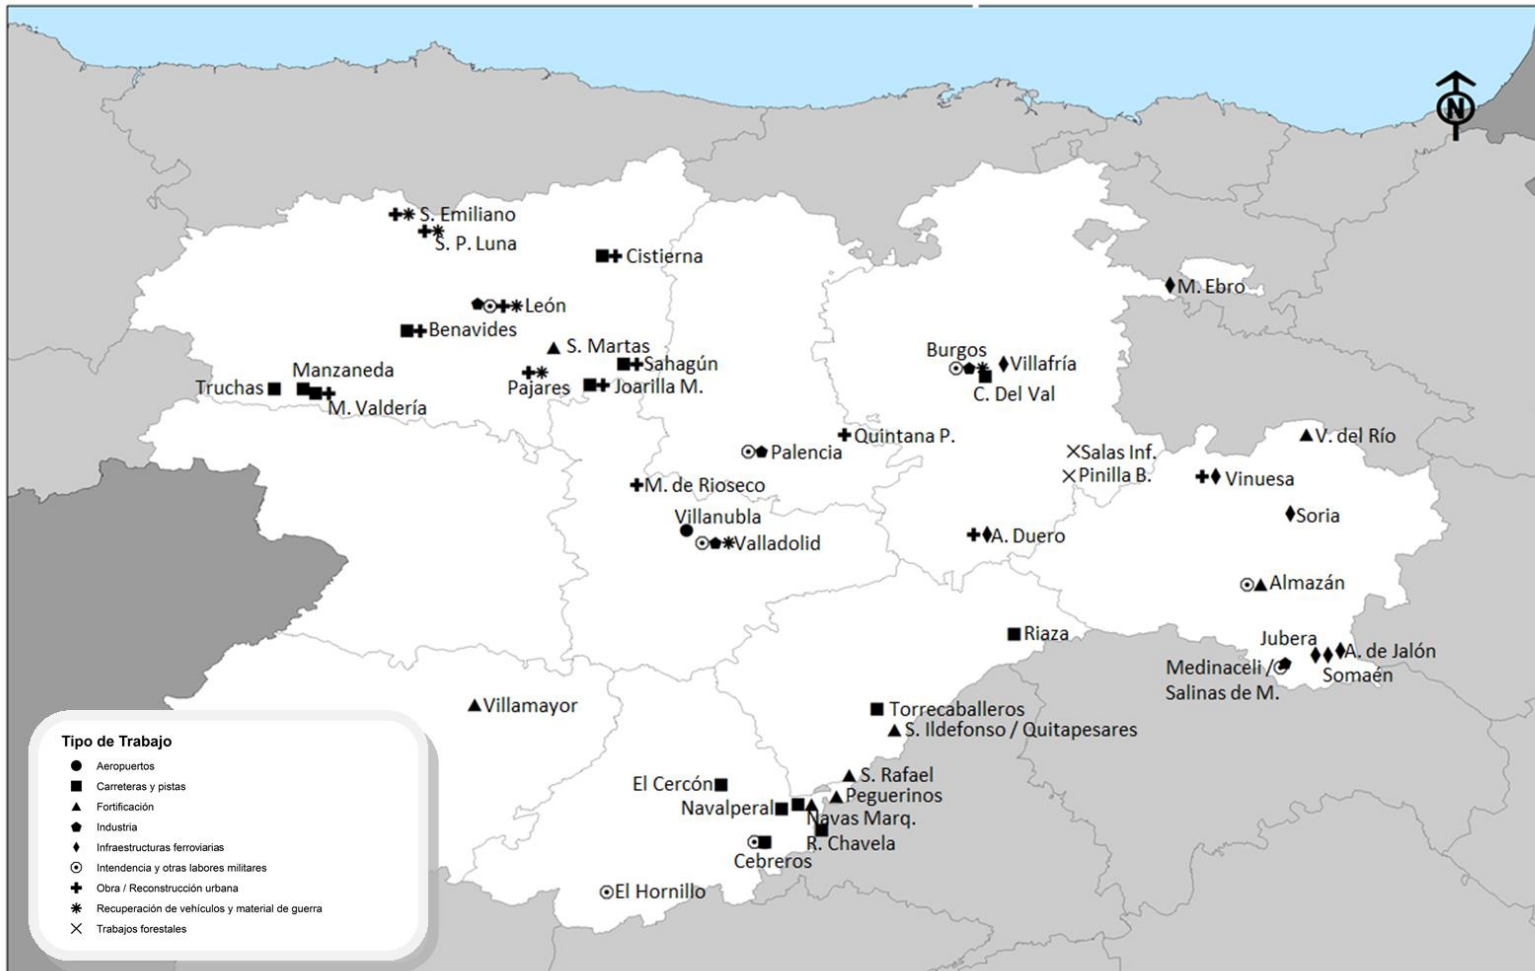 N
S. Emiliano
S. P. Luna
Cistierna
M. Ebro
León
Benavides
S. Martas
Burgos
Villafría
Manzaneda
Sahagún
Truchas
Pajares
Joarilla M.
C. Del Val
M. Valdería
Quintana P.
V. del Río
Palencia
Salas Inf.
Pinilla B.
Vinuesa
M. de Rioseco
Villanubla
Soria
Valladolid
A. Duero
Almazán
Riaza
Jubera
A. de Jalón
Medinaceli /
Salinas de M.
Somaén
Villamayor
Torrecaballeros
S. Ildefonso / Quitapesares
S. Rafael
El Cercón
Peguerinos
Navalperal
Navas Marq.
R. Chavela
Cebreros
El Hornillo
Tipo de Trabajo
Aeropuertos
Carreteras y pistas
Fortificación
Industria
Infraestructuras ferroviarias
Intendencia y otras labores militares
Obra / Reconstrucción urbana
Recuperación de vehículos y material de guerra
Trabajos forestales